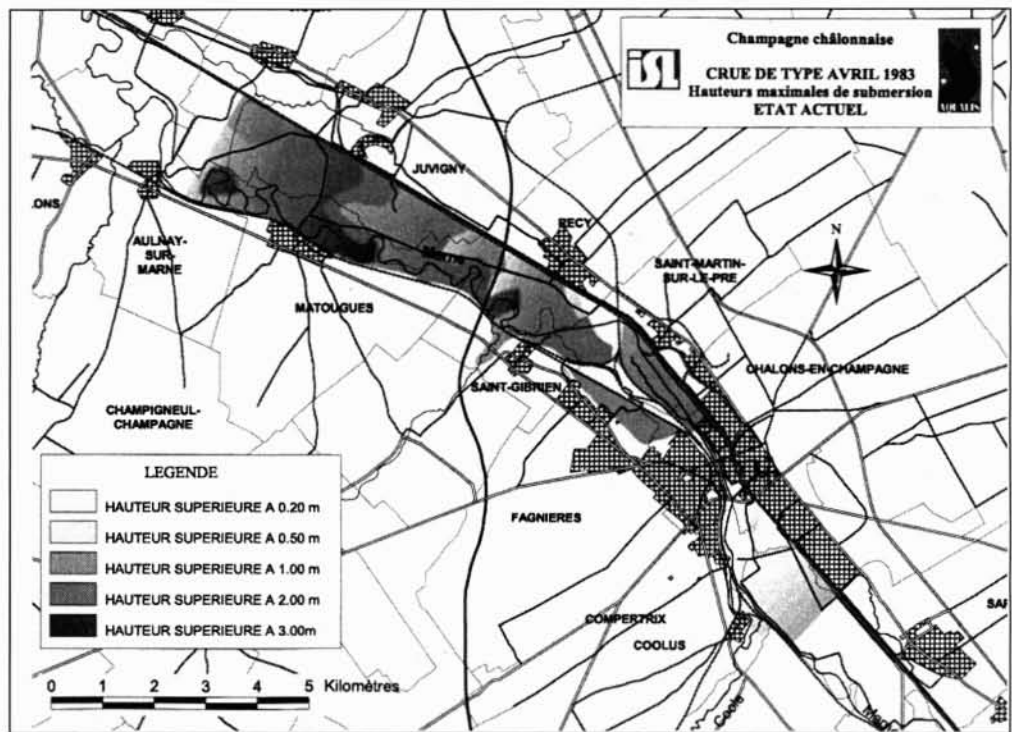 iSL
Champagne châlonnaise
CRUE DE TYPE AVRIL 1983
Hauteurs maximales de submersion
ETAT ACTUEL
AQUALIS
JUVIGNY
RECY
N
AULNAY-
SUR-
MARNE
SAINT-MARTIN-
SUR-LE-PRE
MATOUGUES
CHALONS-EN-CHAMPAGNE
SAINT-GIBRIEN
CHAMPIGNEUL-
CHAMPAGNE
FAGNIERES
COMPERTRIX
COOLUS
Coole
LEGENDE
HAUTEUR SUPERIEURE A 0.20 m
HAUTEUR SUPERIEURE A 0.50 m
HAUTEUR SUPERIEURE A 1.00 m
HAUTEUR SUPERIEURE A 2.00 m
HAUTEUR SUPERIEURE A 3.00m
0 1 2 3 4 5 Kilomètres